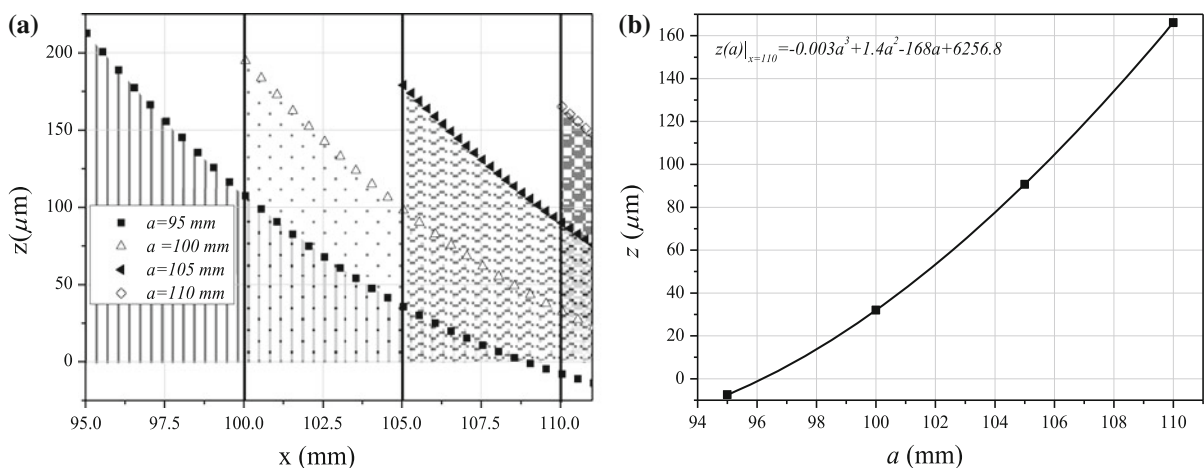 (a)
200
150
100
50
0
z(μm)
a=95 mm
a =100 mm
a =105 mm
a=110 mm
95.0 97.5 100.0 102.5 105.0 107.5 110.0
x (mm)
(b)
z(a)|x=110=-0.003a³+1.4a²-168a+6256.8
160
140
120
100
80
60
40
20
0
z (μm)
94 96 98 100 102 104 106 108 110
a (mm)